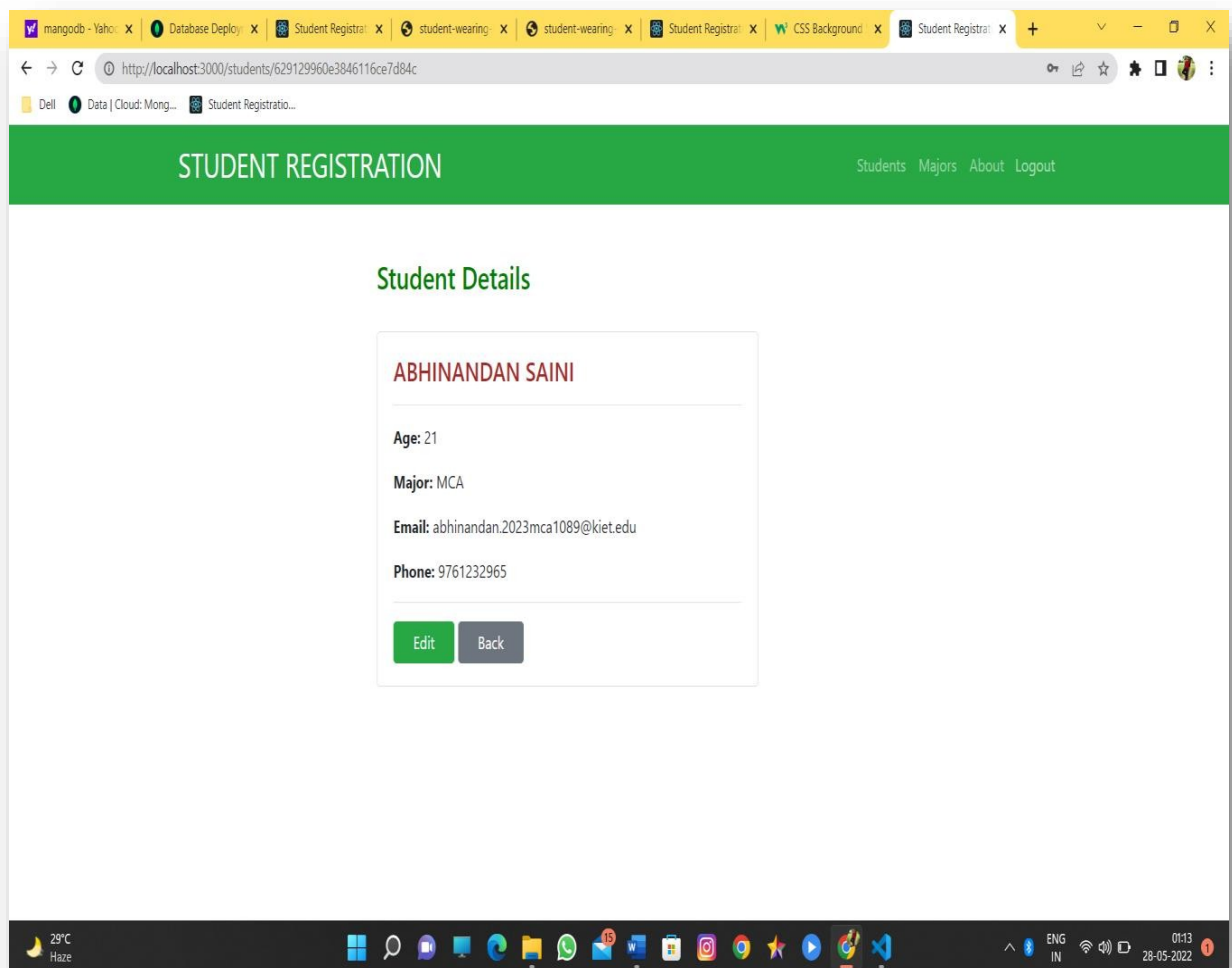 mangodb - Yahoo
Database Deploy
Student Registrat
student-wearing-
student-wearing-
Student Registrat
CSS Background
Student Registrat
http://localhost:3000/students/629129960e3846116ce7d84c
Dell
Data | Cloud: Mong...
Student Registratio...
STUDENT REGISTRATION
Students Majors About Logout
Student Details
ABHINANDAN SAINI
Age: 21
Major: MCA
Email: abhinandan.2023mca1089@kiet.edu
Phone: 9761232965
Edit Back
29°C
Haze
15
ENG
IN
01:13
28-05-2022
1